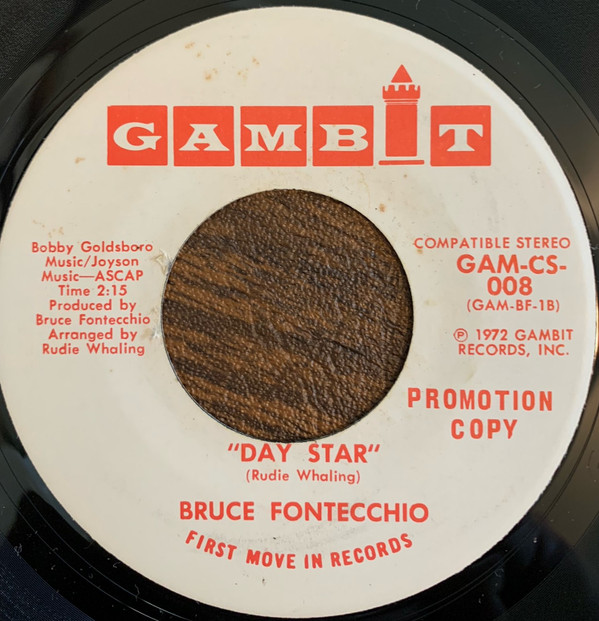 GAMBIT
Bobby Goldsboro
Music/Joyson
Music—ASCAP
Time 2:15
Produced by
Bruce Fontecchio
Arranged by
Rudie Whaling
COMPATIBLE STEREO
GAM-CS-
008
(GAM-BF-1B)
℗ 1972 GAMBIT
RECORDS, INC.
PROMOTION
COPY
"DAY STAR"
(Rudie Whaling)
BRUCE FONTECCHIO
FIRST MOVE IN RECORDS